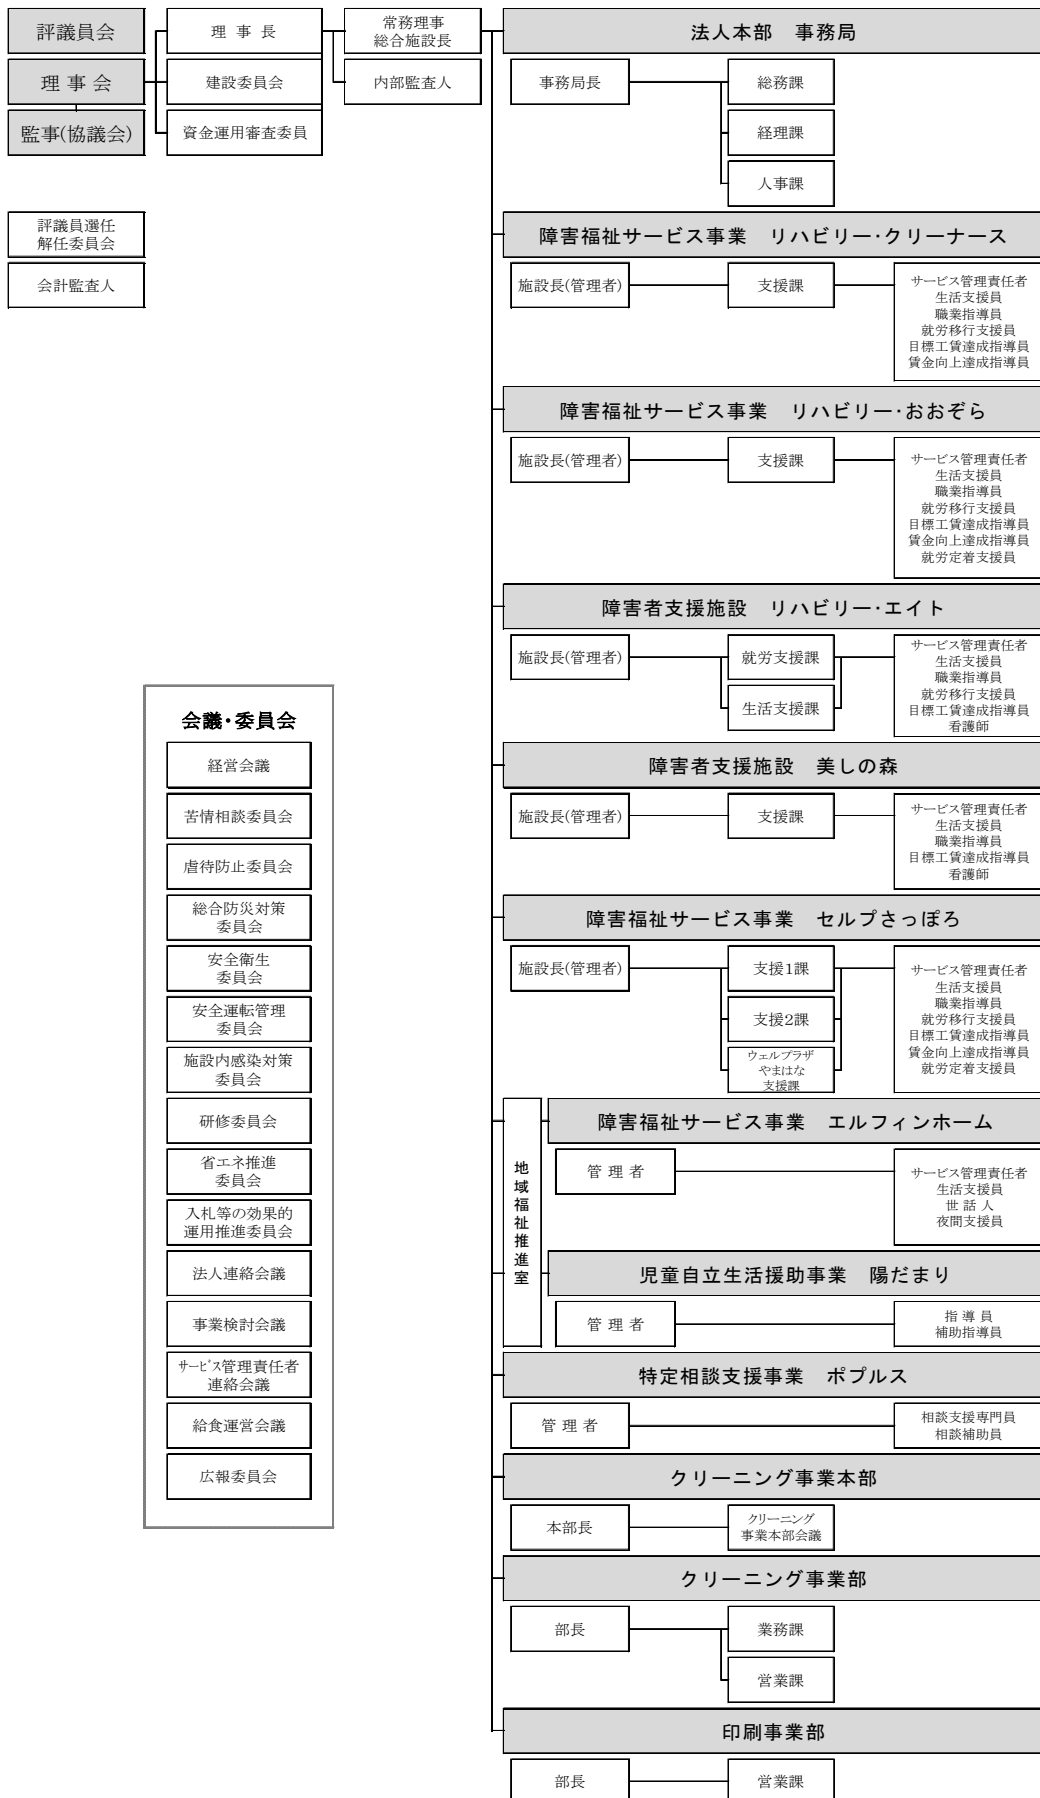 評議員会
理 事 会
監事(協議会)
理 事 長
建設委員会
資金運用審査委員
常務理事
総合施設長
内部監査人
評議員選任
解任委員会
会計監査人
法人本部　事務局
事務局長
総務課
経理課
人事課
障害福祉サービス事業　リハビリー・クリーナース
施設長(管理者)
支援課
サービス管理責任者
生活支援員
職業指導員
就労移行支援員
目標工賃達成指導員
賃金向上達成指導員
障害福祉サービス事業　リハビリー・おおぞら
施設長(管理者)
支援課
サービス管理責任者
生活支援員
職業指導員
就労移行支援員
目標工賃達成指導員
賃金向上達成指導員
就労定着支援員
障害者支援施設　リハビリー・エイト
施設長(管理者)
就労支援課
生活支援課
サービス管理責任者
生活支援員
職業指導員
就労移行支援員
目標工賃達成指導員
看護師
障害者支援施設　美しの森
施設長(管理者)
支援課
サービス管理責任者
生活支援員
職業指導員
目標工賃達成指導員
看護師
障害福祉サービス事業　セルプさっぽろ
施設長(管理者)
支援1課
支援2課
ウェルプラザ
やまはな
支援課
サービス管理責任者
生活支援員
職業指導員
就労移行支援員
目標工賃達成指導員
賃金向上達成指導員
就労定着支援員
地域福祉推進室
障害福祉サービス事業　エルフィンホーム
管 理 者
サービス管理責任者
生活支援員
世 話 人
夜間支援員
児童自立生活援助事業　陽だまり
管 理 者
指 導 員
補助指導員
特定相談支援事業　ポプルス
管 理 者
相談支援専門員
相談補助員
クリーニング事業本部
本部長
クリーニング
事業本部会議
クリーニング事業部
部長
業務課
営業課
印刷事業部
部長
営業課
会議・委員会
経営会議
苦情相談委員会
虐待防止委員会
総合防災対策
委員会
安全衛生
委員会
安全運転管理
委員会
施設内感染対策
委員会
研修委員会
省エネ推進
委員会
入札等の効果的
運用推進委員会
法人連絡会議
事業検討会議
サービス管理責任者
連絡会議
給食運営会議
広報委員会